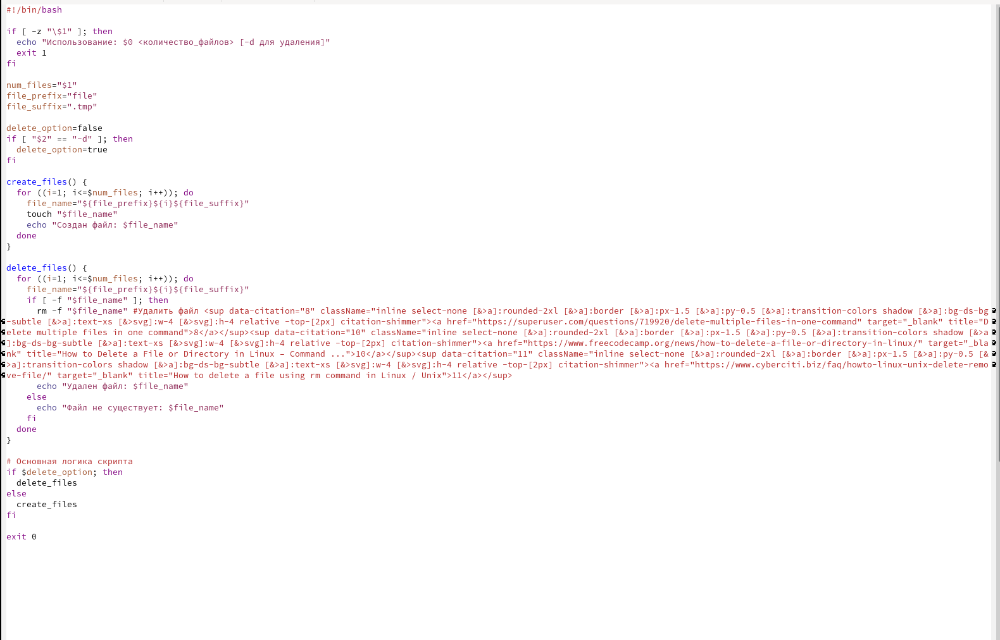 #!/bin/bash

if [ -z "\$1" ]; then
  echo "Использование: $0 <количество_файлов> [-d для удаления]"
  exit 1
fi

num_files="$1"
file_prefix="file"
file_suffix=".tmp"

delete_option=false
if [ "$2" == "-d" ]; then
  delete_option=true
fi

create_files() {
  for ((i=1; i<=$num_files; i++)); do
    file_name="${file_prefix}${i}${file_suffix}"
    touch "$file_name"
    echo "Создан файл: $file_name"
  done
}

delete_files() {
  for ((i=1; i<=$num_files; i++)); do
    file_name="${file_prefix}${i}${file_suffix}"
    if [ -f "$file_name" ]; then
      rm -f "$file_name" #Удалить файл <sup data-citation="8" className="inline select-none [&>a]:rounded-2xl [&>a]:border [&>a]:px-1.5 [&>a]:py-0.5 [&>a]:transition-colors shadow [&>a]:bg-ds-bg
-subtle [&>a]:text-xs [&>svg]:w-4 [&>svg]:h-4 relative -top-[2px] citation-shimmer"><a href="https://superuser.com/questions/719920/delete-multiple-files-in-one-command" target="_blank" title="D
elete multiple files in one command">8</a></sup><sup data-citation="10" className="inline select-none [&>a]:rounded-2xl [&>a]:border [&>a]:px-1.5 [&>a]:py-0.5 [&>a]:transition-colors shadow [&>a
]:bg-ds-bg-subtle [&>a]:text-xs [&>svg]:w-4 [&>svg]:h-4 relative -top-[2px] citation-shimmer"><a href="https://www.freecodecamp.org/news/how-to-delete-a-file-or-directory-in-linux/" target="_bla
nk" title="How to Delete a File or Directory in Linux – Command ...">10</a></sup><sup data-citation="11" className="inline select-none [&>a]:rounded-2xl [&>a]:border [&>a]:px-1.5 [&>a]:py-0.5 [&
>a]:transition-colors shadow [&>a]:bg-ds-bg-subtle [&>a]:text-xs [&>svg]:w-4 [&>svg]:h-4 relative -top-[2px] citation-shimmer"><a href="https://www.cyberciti.biz/faq/howto-linux-unix-delete-remo
ve-file/" target="_blank" title="How to delete a file using rm command in Linux / Unix">11</a></sup>
      echo "Удален файл: $file_name"
    else
      echo "Файл не существует: $file_name"
    fi
  done
}

# Основная логика скрипта
if $delete_option; then
  delete_files
else
  create_files
fi

exit 0